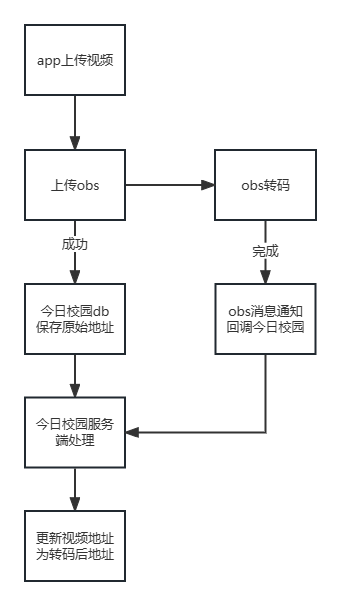 app上传视频
上传obs
obs转码
成功
完成
今日校园db
保存原始地址
obs消息通知
回调今日校园
今日校园服务
端处理
更新视频地址
为转码后地址